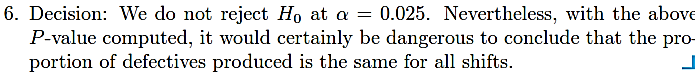 6. Decision: We do not reject H₀ at α = 0.025. Nevertheless, with the above
P-value computed, it would certainly be dangerous to conclude that the pro-
portion of defectives produced is the same for all shifts.